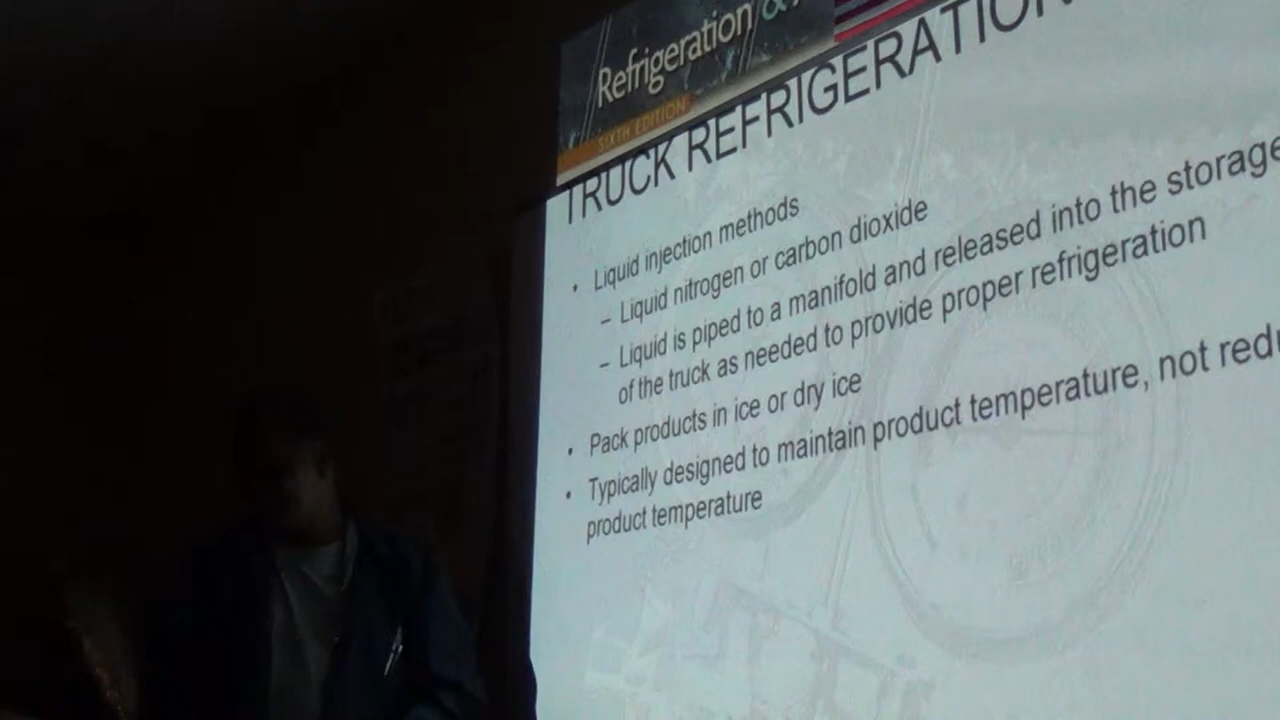 Refrigeration &
SIXTH EDITION
TRUCK REFRIGERATION
• Liquid injection methods
– Liquid nitrogen or carbon dioxide
– Liquid is piped to a manifold and released into the storage
of the truck as needed to provide proper refrigeration
• Pack products in ice or dry ice
• Typically designed to maintain product temperature, not
product temperature